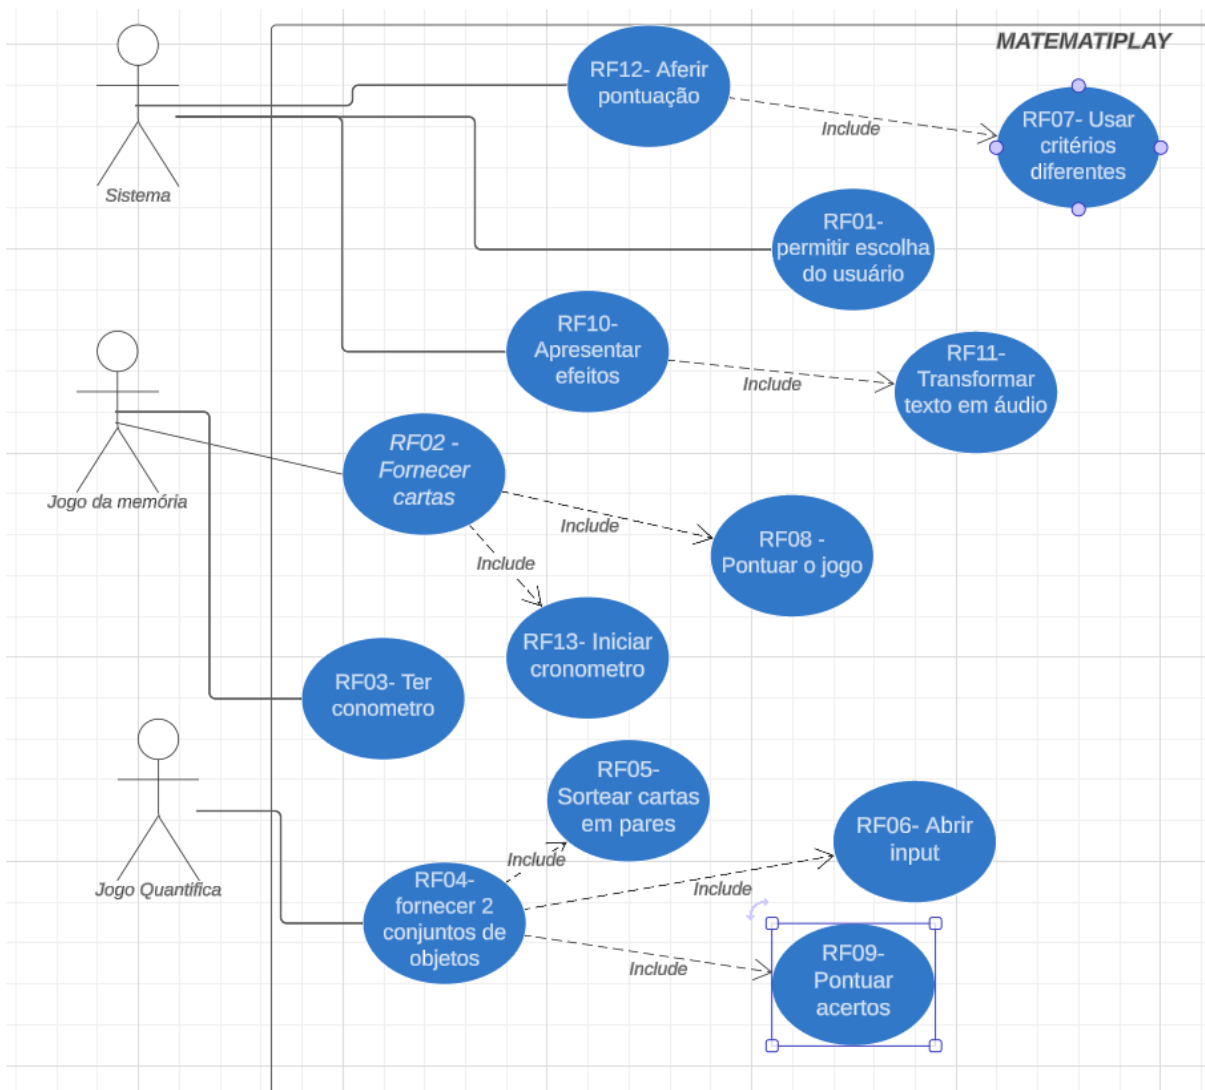 MATEMATIPLAY
RF12- Aferir
pontuação
Include
RF07- Usar
critérios
diferentes
Sistema
RF01-
permitir escolha
do usuário
RF10-
Apresentar
efeitos
Include
RF11-
Transformar
texto em áudio
Jogo da memória
RF02 -
Fornecer
cartas
Include
Include
RF08 -
Pontuar o jogo
RF13- Iniciar
cronometro
RF03- Ter
conometro
Jogo Quantifica
RF05-
Sortear cartas
em pares
Include
RF06- Abrir
input
Include
RF04-
fornecer 2
conjuntos de
objetos
Include
RF09-
Pontuar
acertos